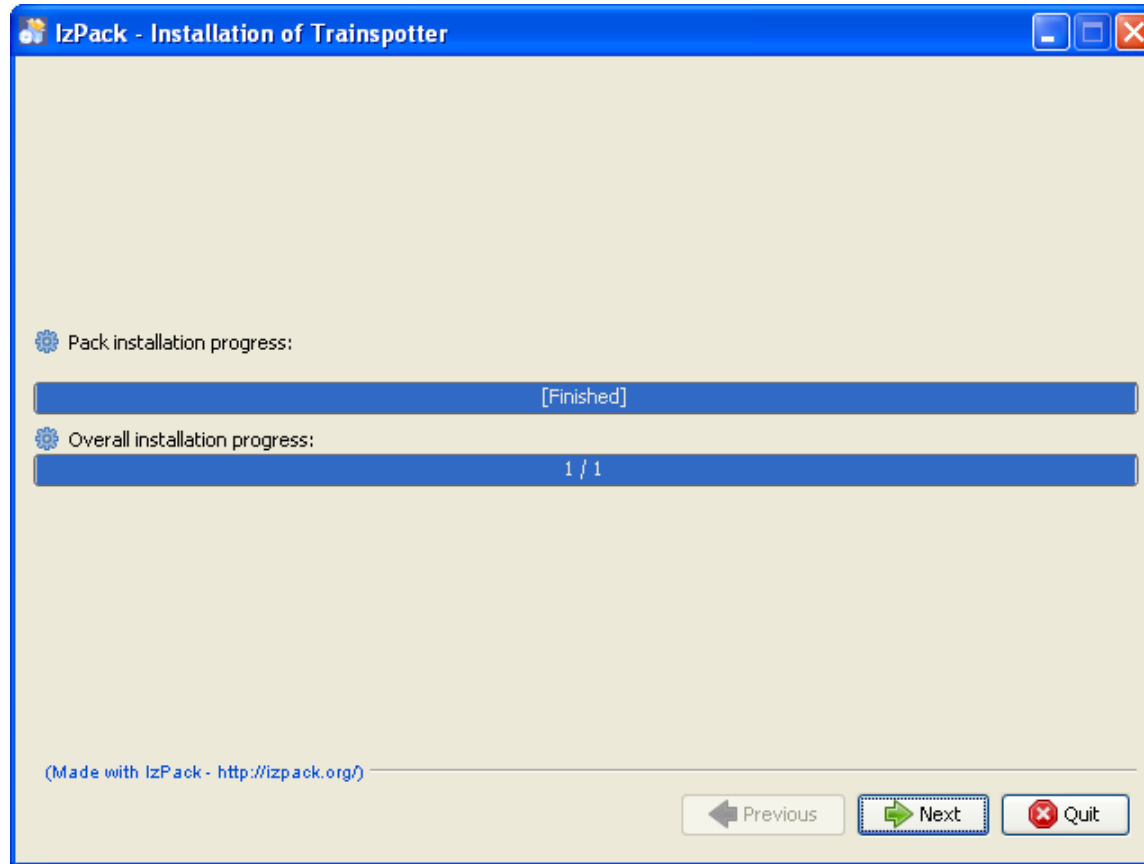 IzPack - Installation of Trainspotter
Pack installation progress:
[Finished]
Overall installation progress:
1 / 1
(Made with IzPack - http://izpack.org/)
Previous Next Quit